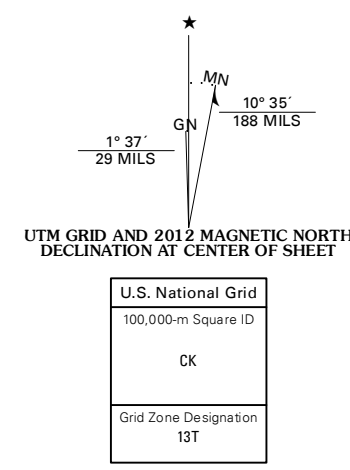 ★
MN
10° 35´
188 MILS
GN
1° 37´
29 MILS
UTM GRID AND 2012 MAGNETIC NORTH
DECLINATION AT CENTER OF SHEET
U.S. National Grid
100,000-m Square ID
CK
Grid Zone Designation
13T